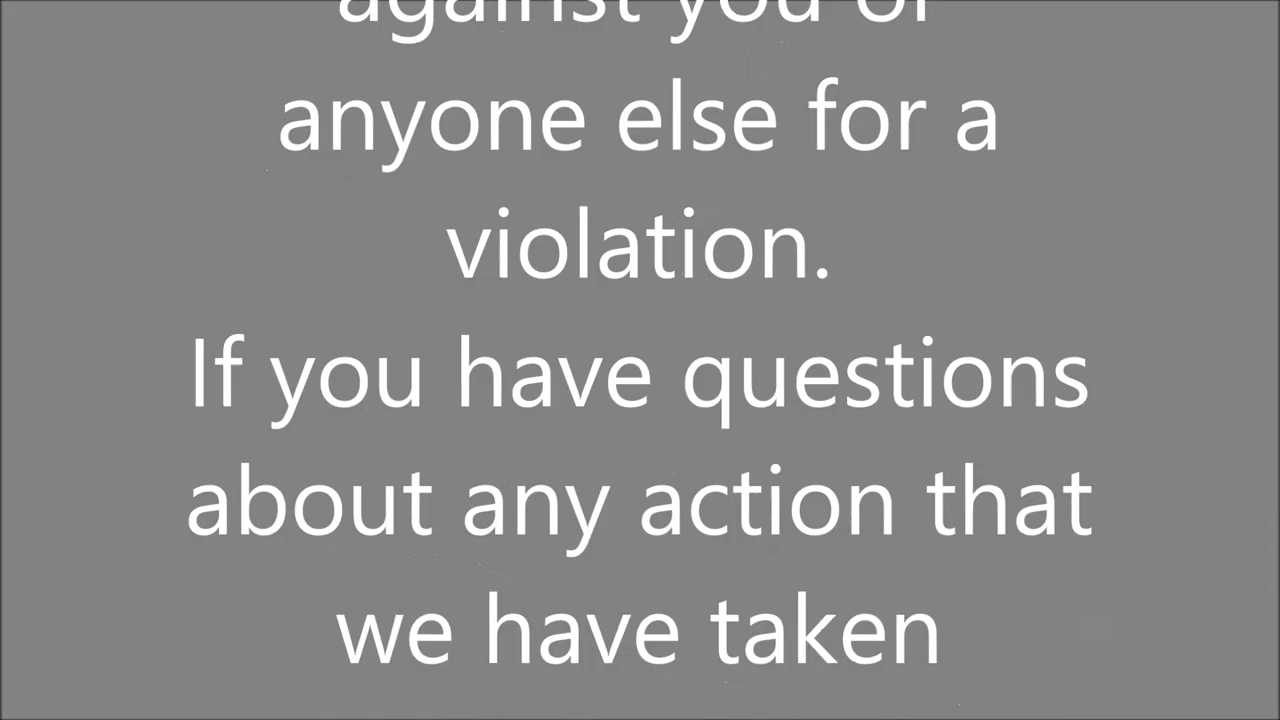 against you or
anyone else for a
violation.
If you have questions
about any action that
we have taken